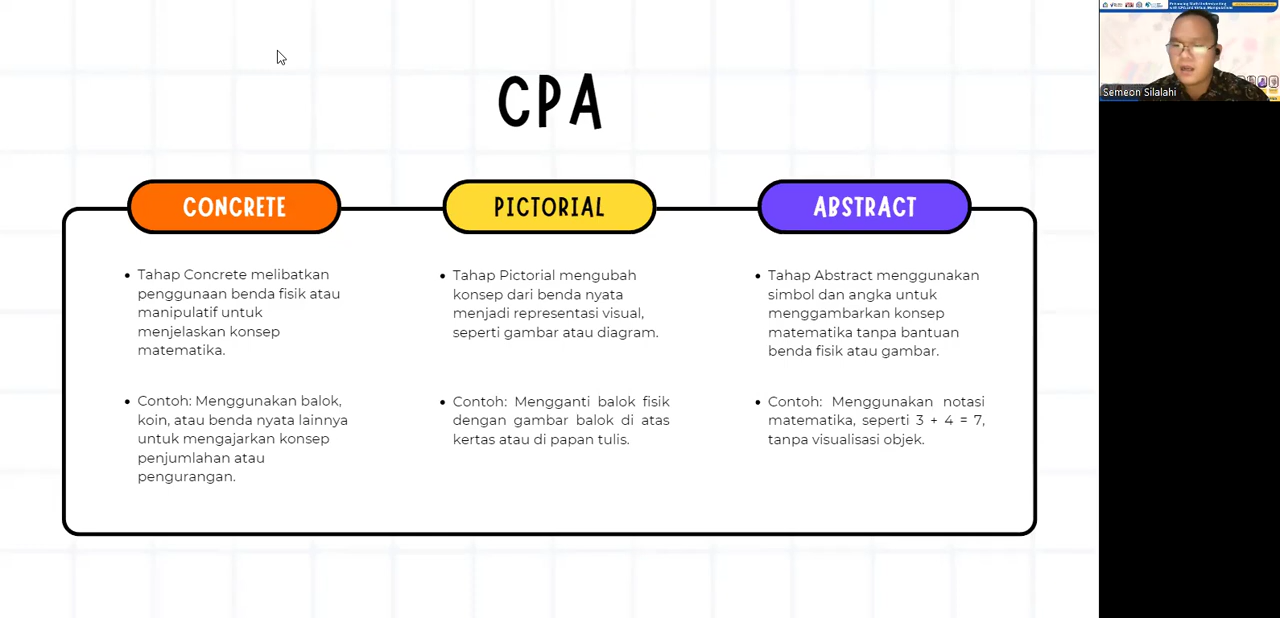 CPA
CONCRETE
Tahap Concrete melibatkan
penggunaan benda fisik atau
manipulatif untuk
menjelaskan konsep
matematika.
Contoh: Menggunakan balok,
koin, atau benda nyata lainnya
untuk mengajarkan konsep
penjumlahan atau
pengurangan.
PICTORIAL
Tahap Pictorial mengubah
konsep dari benda nyata
menjadi representasi visual,
seperti gambar atau diagram.
Contoh: Mengganti balok fisik
dengan gambar balok di atas
kertas atau di papan tulis.
ABSTRACT
Tahap Abstract menggunakan
simbol dan angka untuk
menggambarkan konsep
matematika tanpa bantuan
benda fisik atau gambar.
Contoh: Menggunakan notasi
matematika, seperti 3 + 4 = 7,
tanpa visualisasi objek.
Semeon Silalahi